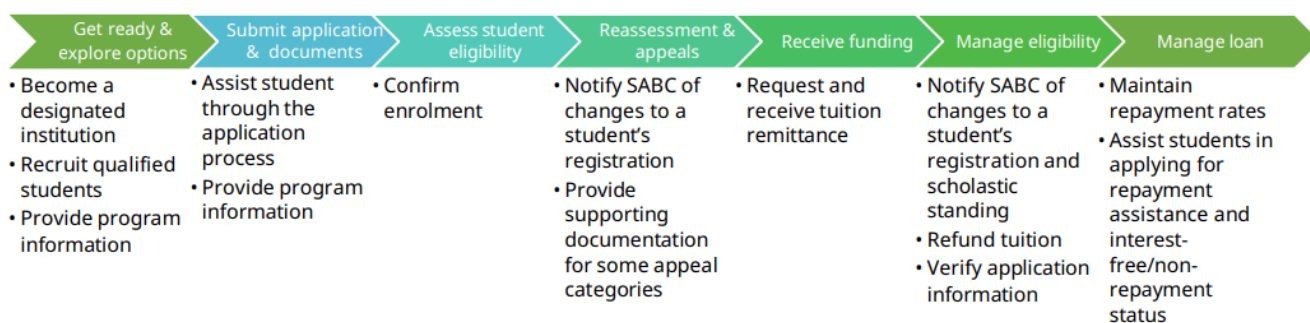 Get ready &
explore options
Submit application
& documents
Assess student
eligibility
Reassessment &
appeals
Receive funding
Manage eligibility
Manage loan
• Become a
designated
institution
• Recruit qualified
students
• Provide program
information
• Assist student
through the
application
process
• Provide program
information
• Confirm
enrolment
• Notify SABC of
changes to a
student’s
registration
• Provide
supporting
documentation
for some appeal
categories
• Request and
receive tuition
remittance
• Notify SABC of
changes to a
student’s
registration and
scholastic
standing
• Refund tuition
• Verify application
information
• Maintain
repayment rates
• Assist students in
applying for
repayment
assistance and
interest-
free/non-
repayment
status